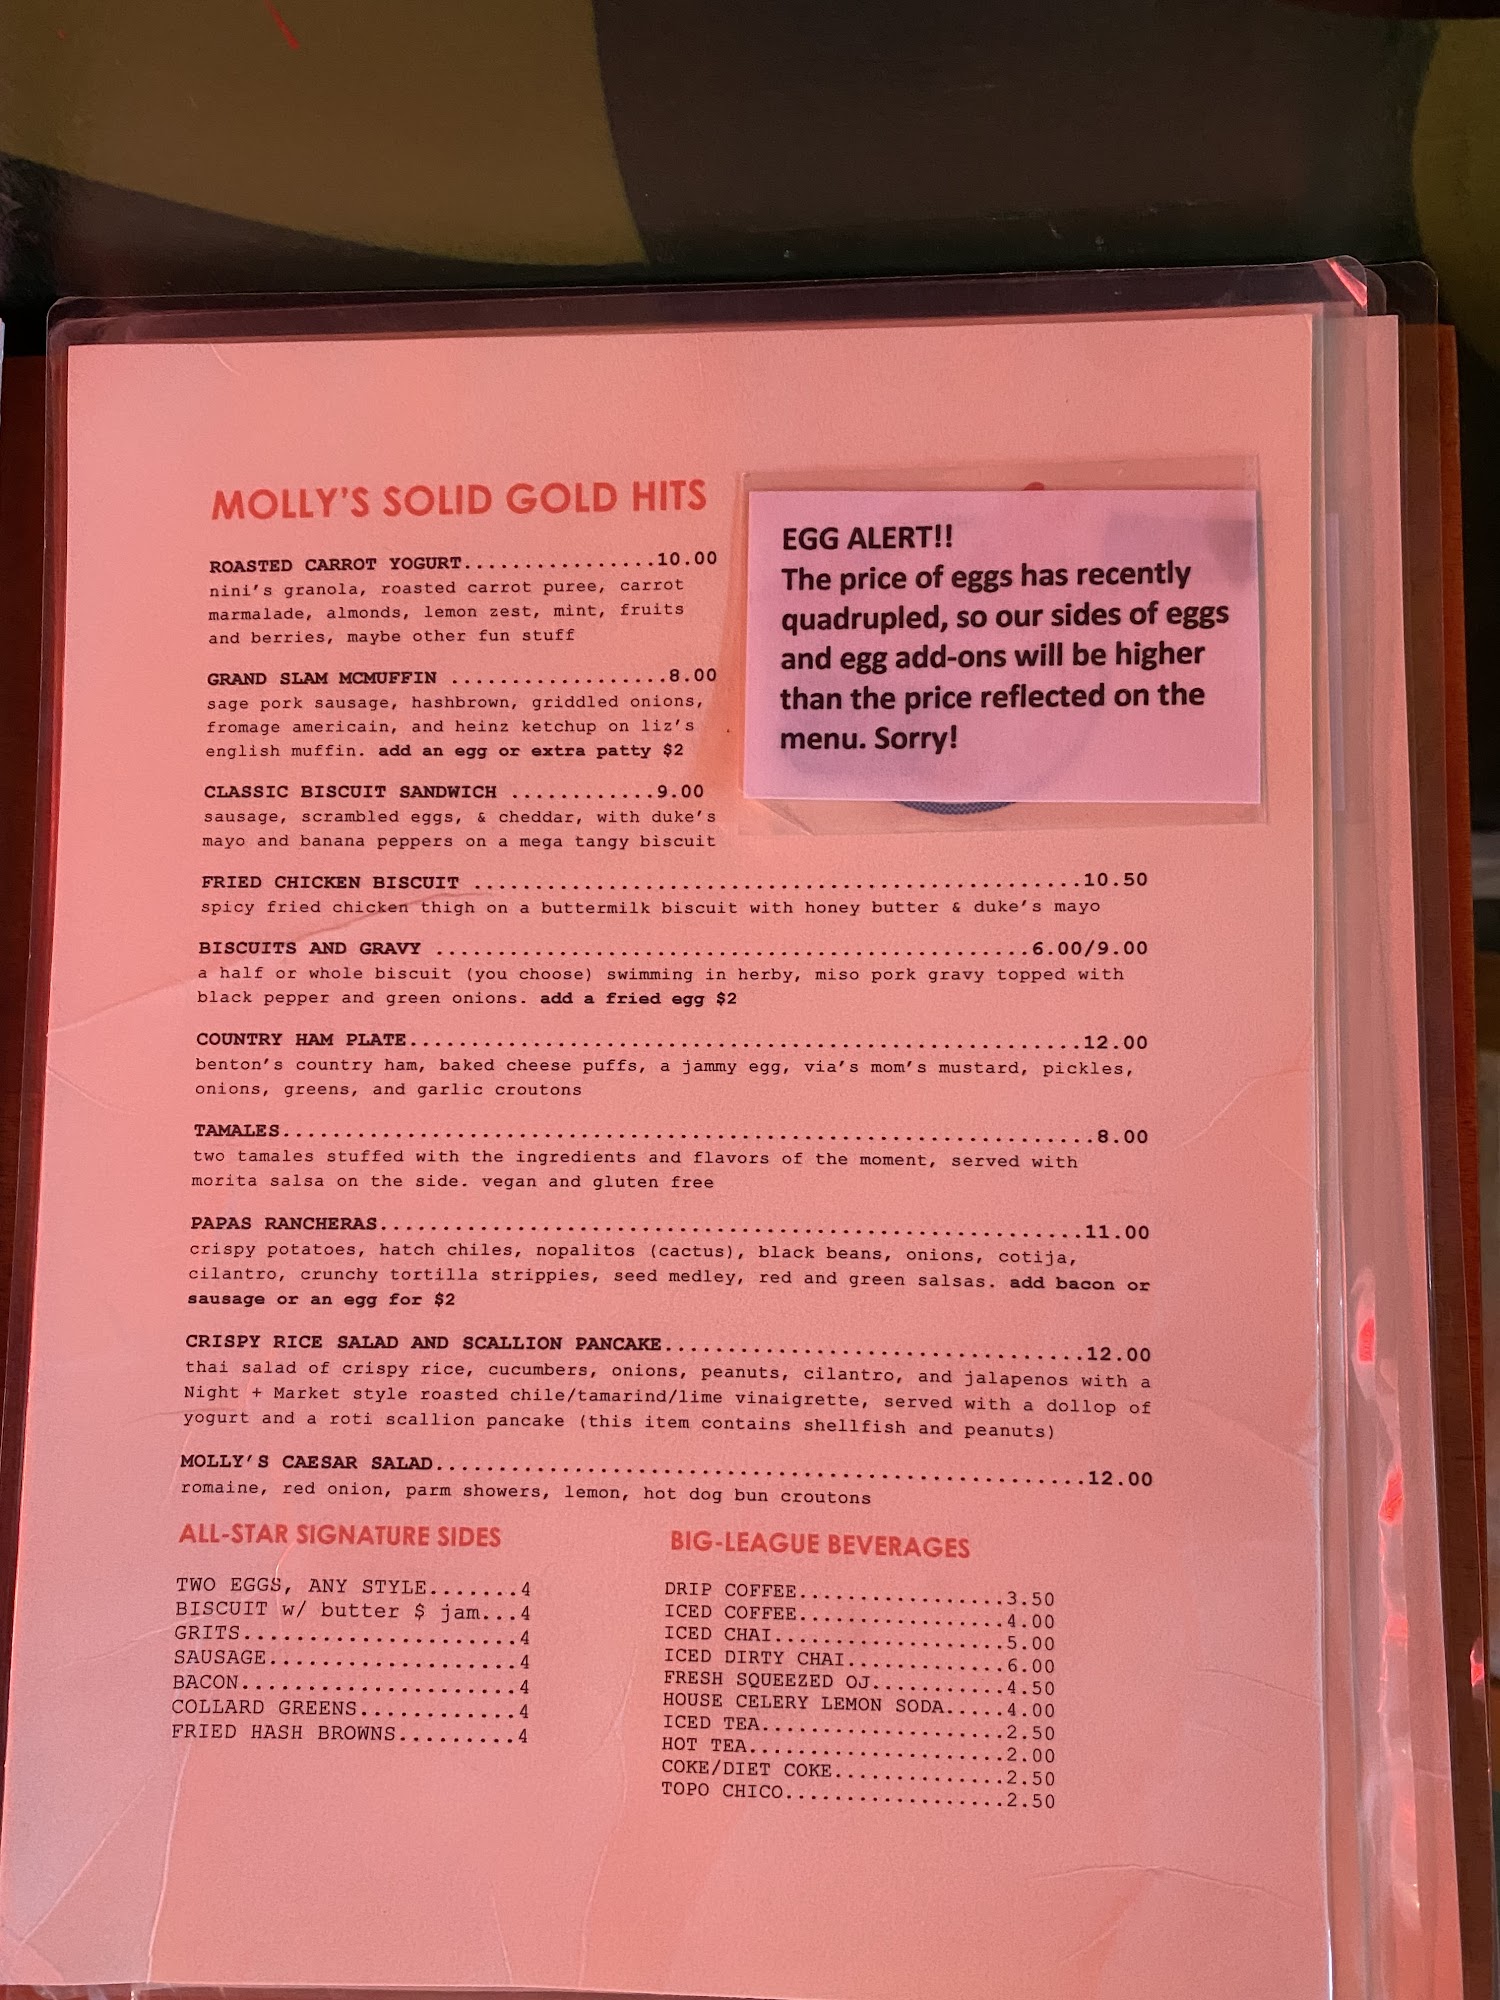 MOLLY'S SOLID GOLD HITS
ROASTED CARROT YOGURT................10.00
nini's granola, roasted carrot puree, carrot
marmalade, almonds, lemon zest, mint, fruits
and berries, maybe other fun stuff
GRAND SLAM MCMUFFIN ..................8.00
sage pork sausage, hashbrown, griddled onions,
fromage americain, and heinz ketchup on liz's
english muffin. add an egg or extra patty $2
CLASSIC BISCUIT SANDWICH ............9.00
sausage, scrambled eggs, & cheddar, with duke's
mayo and banana peppers on a mega tangy biscuit
EGG ALERT!!
The price of eggs has recently
quadrupled, so our sides of eggs
and egg add-ons will be higher
than the price reflected on the
menu. Sorry!
FRIED CHICKEN BISCUIT ..................................................10.50
spicy fried chicken thigh on a buttermilk biscuit with honey butter & duke's mayo
BISCUITS AND GRAVY .................................................6.00/9.00
a half or whole biscuit (you choose) swimming in herby, miso pork gravy topped with
black pepper and green onions. add a fried egg $2
COUNTRY HAM PLATE.......................................................12.00
benton's country ham, baked cheese puffs, a jammy egg, via's mom's mustard, pickles,
onions, greens, and garlic croutons
TAMALES..................................................................8.00
two tamales stuffed with the ingredients and flavors of the moment, served with
morita salsa on the side. vegan and gluten free
PAPAS RANCHERAS..........................................................11.00
crispy potatoes, hatch chiles, nopalitos (cactus), black beans, onions, cotija,
cilantro, crunchy tortilla strippies, seed medley, red and green salsas. add bacon or
sausage or an egg for $2
CRISPY RICE SALAD AND SCALLION PANCAKE..................................12.00
thai salad of crispy rice, cucumbers, onions, peanuts, cilantro, and jalapenos with a
Night + Market style roasted chile/tamarind/lime vinaigrette, served with a dollop of
yogurt and a roti scallion pancake (this item contains shellfish and peanuts)
MOLLY'S CAESAR SALAD.....................................................12.00
romaine, red onion, parm showers, lemon, hot dog bun croutons
ALL-STAR SIGNATURE SIDES
TWO EGGS, ANY STYLE.......4
BISCUIT w/ butter $ jam...4
GRITS.....................4
SAUSAGE...................4
BACON.....................4
COLLARD GREENS............4
FRIED HASH BROWNS.........4
BIG-LEAGUE BEVERAGES
DRIP COFFEE.................3.50
ICED COFFEE.................4.00
ICED CHAI...................5.00
ICED DIRTY CHAI.............6.00
FRESH SQUEEZED OJ...........4.50
HOUSE CELERY LEMON SODA.....4.00
ICED TEA....................2.50
HOT TEA.....................2.00
COKE/DIET COKE..............2.50
TOPO CHICO..................2.50